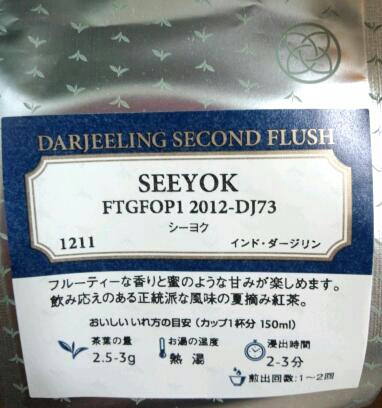 DARJEELING SECOND FLUSH
SEEYOK
FTGFOP1 2012-DJ73
シーヨク
1211 インド・ダージリン
フルーティーな香りと蜜のような甘みが楽しめます。
飲み応えのある正統派な風味の夏摘み紅茶。
おいしいいれ方の目安（カップ1杯分 150ml）
茶葉の量 お湯の温度 浸出時間
2.5-3g 熱湯 2-3分
煎出回数:1～2回